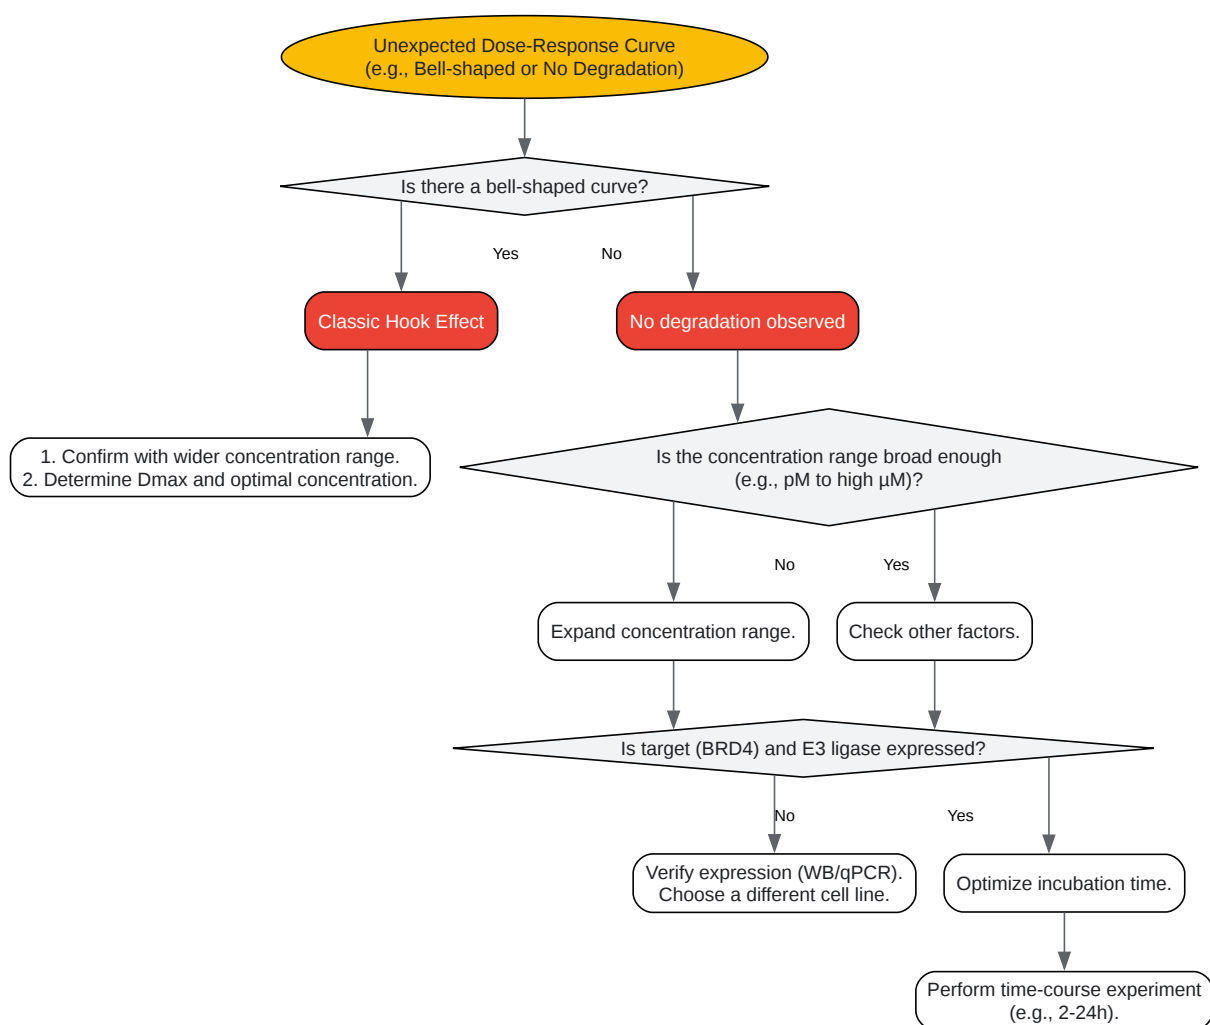 Unexpected Dose-Response Curve
(e.g., Bell-shaped or No Degradation)
Is there a bell-shaped curve?
Yes
No
Classic Hook Effect
No degradation observed
1. Confirm with wider concentration range.
2. Determine Dmax and optimal concentration.
Is the concentration range broad enough
(e.g., pM to high µM)?
No
Yes
Expand concentration range.
Check other factors.
Is target (BRD4) and E3 ligase expressed?
No
Yes
Verify expression (WB/qPCR).
Choose a different cell line.
Optimize incubation time.
Perform time-course experiment
(e.g., 2-24h).